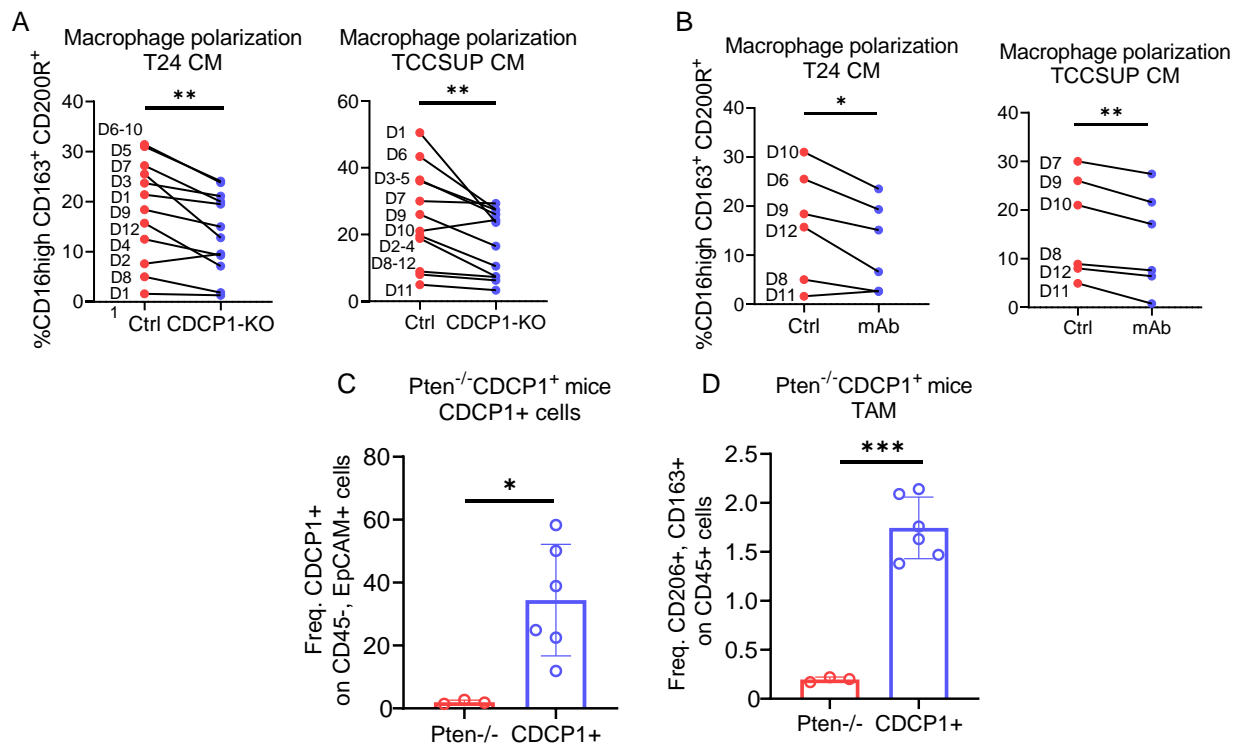 A
Macrophage polarization
T24 CM
**
%CD16high CD163+ CD200R+
40
30
20
10
0
D6-10
D5
D7
D3
D1
D9
D12
D4
D2
D8
D1
1
Ctrl CDCP1-KO
Macrophage polarization
TCCSUP CM
**
60
40
20
0
D1
D6
D3-5
D7
D9
D10
D2-4
D8-12
D11
Ctrl CDCP1-KO
B
Macrophage polarization
T24 CM
*
%CD16high CD163+ CD200R+
40
30
20
10
0
D10
D6
D9
D12
D8
D11
Ctrl mAb
Macrophage polarization
TCCSUP CM
**
40
30
20
10
0
D7
D9
D10
D8
D12
D11
Ctrl mAb
C
Pten-/-CDCP1+ mice
CDCP1+ cells
*
Freq. CDCP1+
on CD45-, EpCAM+ cells
80
60
40
20
0
Pten-/- CDCP1+
D
Pten-/-CDCP1+ mice
TAM
***
Freq. CD206+, CD163+
on CD45+ cells
2.5
2.0
1.5
1.0
0.5
0
Pten-/- CDCP1+